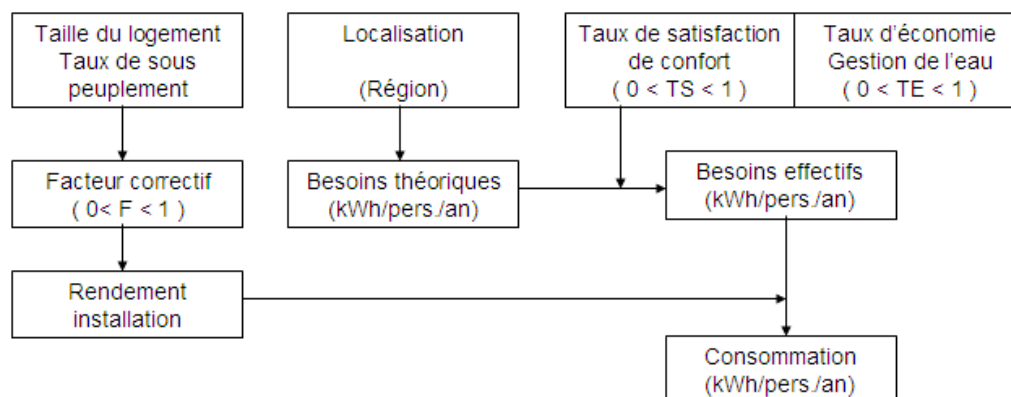 Taille du logement
Taux de sous
peuplement
Localisation
(Région)
Taux de satisfaction
de confort
( 0 < TS < 1 )
Taux d'économie
Gestion de l'eau
( 0 < TE < 1 )
Facteur correctif
( 0< F < 1 )
Besoins théoriques
(kWh/pers./an)
Besoins effectifs
(kWh/pers./an)
Rendement
installation
Consommation
(kWh/pers./an)